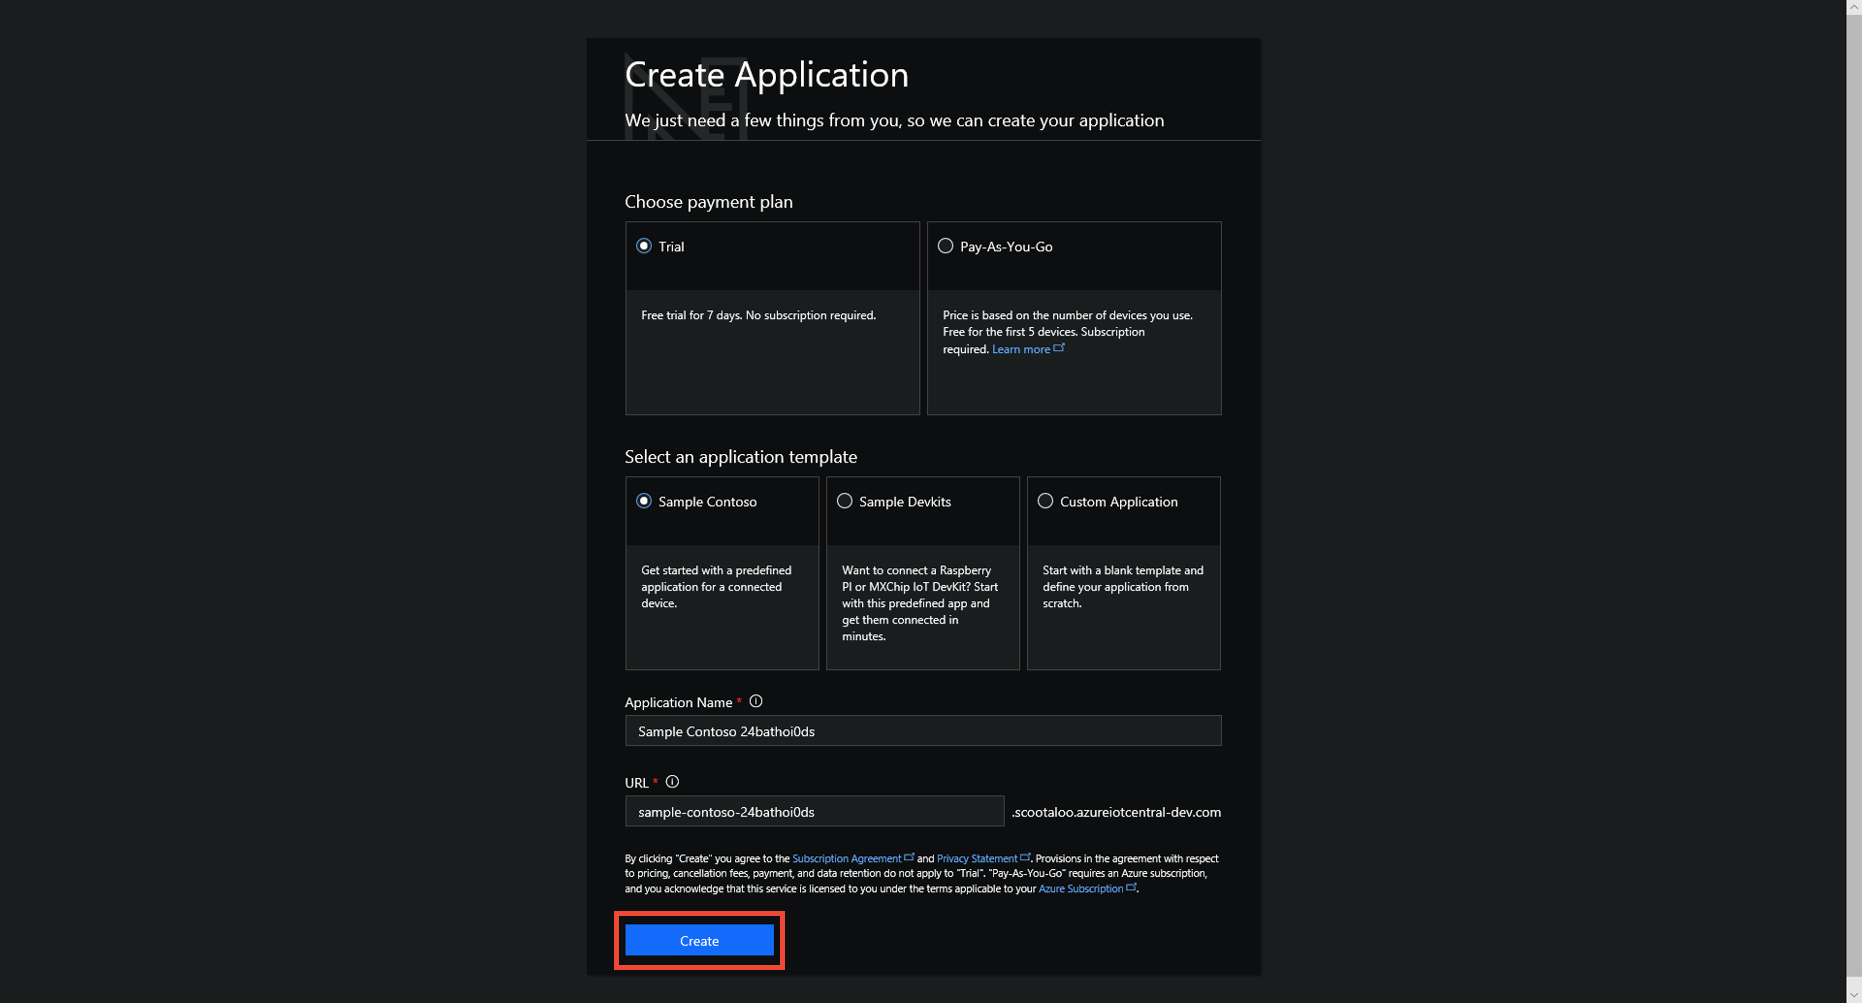 Create Application
We just need a few things from you, so we can create your application
Choose payment plan
Trial
Free trial for 7 days. No subscription required.
Pay-As-You-Go
Price is based on the number of devices you use.
Free for the first 5 devices. Subscription
required. Learn more
Select an application template
Sample Contoso
Get started with a predefined
application for a connected
device.
Sample Devkits
Want to connect a Raspberry
PI or MXChip IoT DevKit? Start
with this predefined app and
get them connected in
minutes.
Custom Application
Start with a blank template and
define your application from
scratch.
Application Name *
Sample Contoso 24bathoi0ds
URL *
sample-contoso-24bathoi0ds .scootaloo.azureiotcentral-dev.com
By clicking "Create" you agree to the Subscription Agreement and Privacy Statement. Provisions in the agreement with respect
to pricing, cancellation fees, payment, and data retention do not apply to "Trial". "Pay-As-You-Go" requires an Azure subscription,
and you acknowledge that this service is licensed to you under the terms applicable to your Azure Subscription.
Create